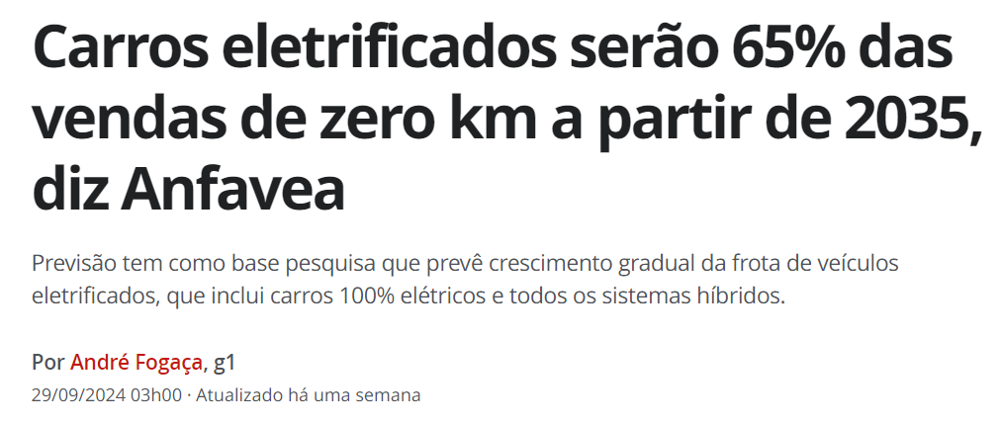 Carros eletrificados serão 65% das
vendas de zero km a partir de 2035,
diz Anfavea
Previsão tem como base pesquisa que prevê crescimento gradual da frota de veículos
eletrificados, que inclui carros 100% elétricos e todos os sistemas híbridos.
Por André Fogaça, g1
29/09/2024 03h00 · Atualizado há uma semana